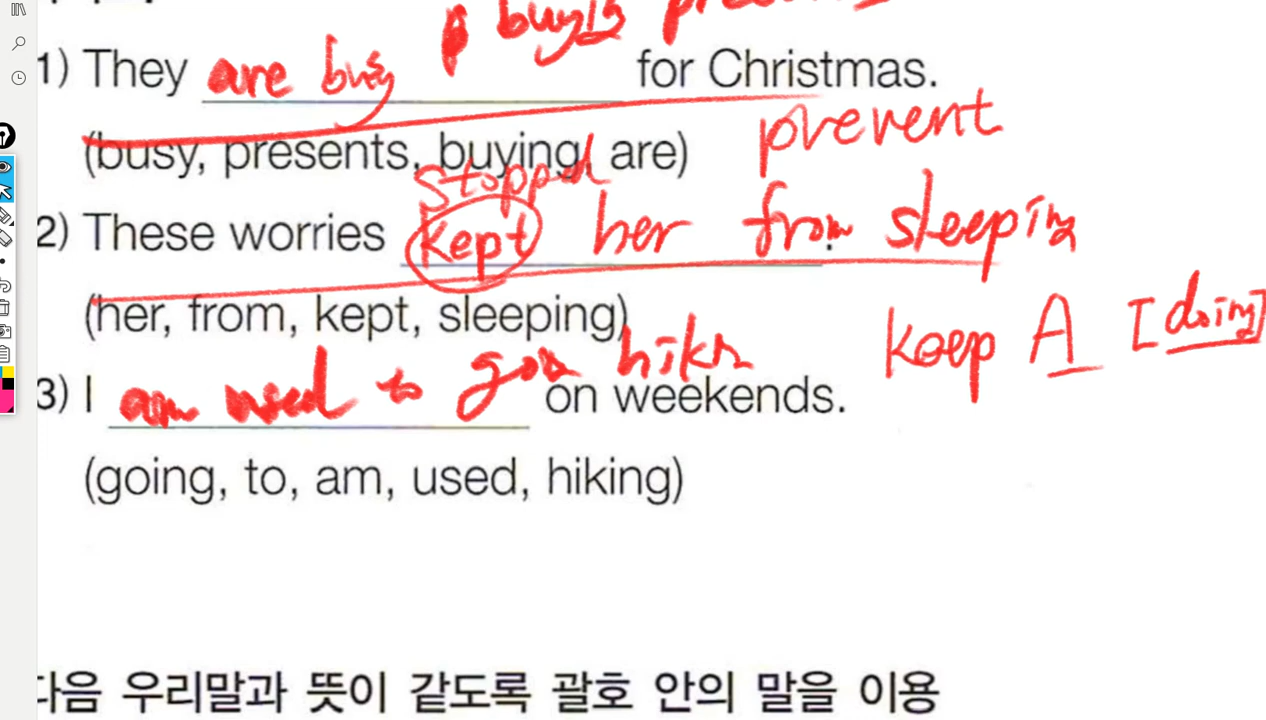 buying
1) They are busy for Christmas.
(busy, presents, buying, are)
prevent
stopped
2) These worries kept her from sleeping.
(her, from, kept, sleeping)
keep A [doing]
3) I am used to going hiking on weekends.
(going, to, am, used, hiking)
다음 우리말과 뜻이 같도록 괄호 안의 말을 이용